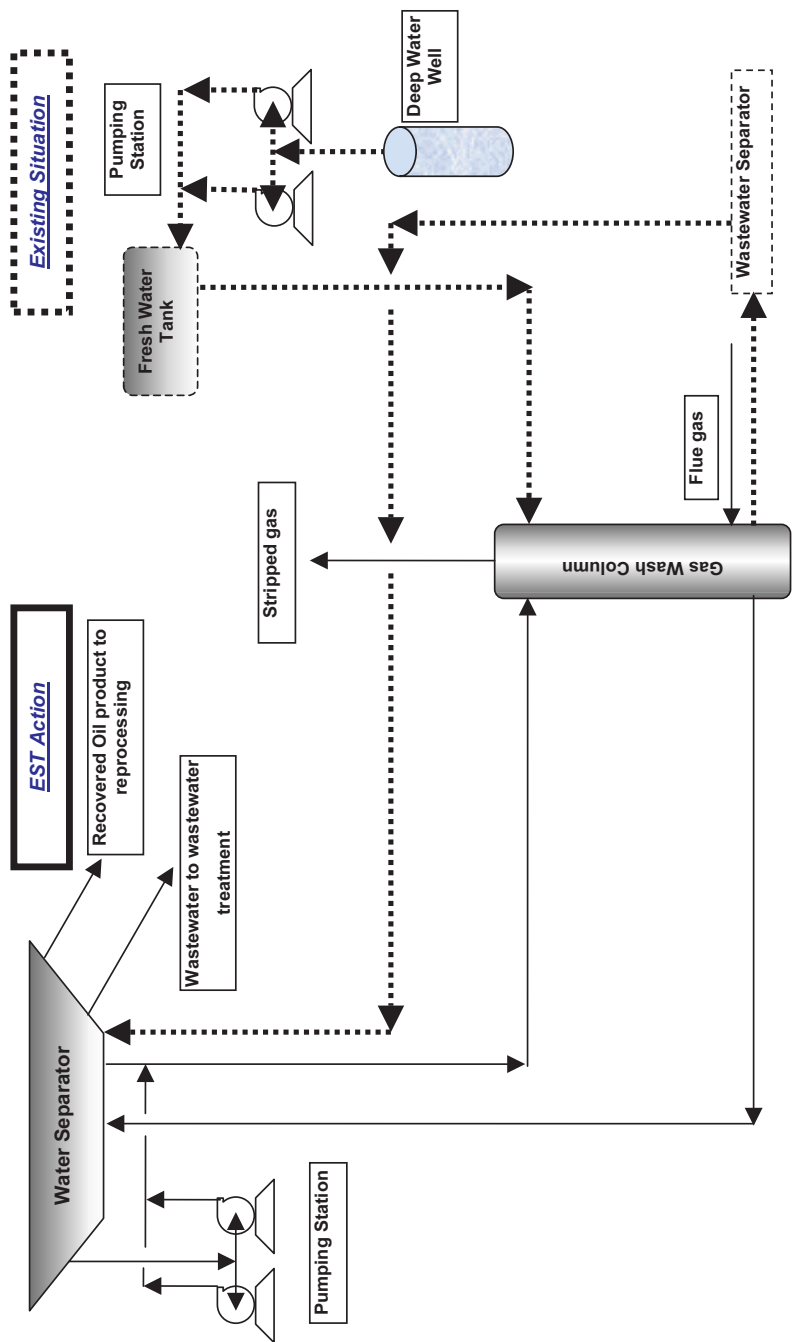 EST Action
Existing Situation
Water Separator
Recovered Oil product to
reprocessing
Wastewater to wastewater
treatment
Pumping Station
Stripped gas
Gas Wash Column
Flue gas
Fresh Water
Tank
Pumping
Station
Deep Water
Well
Wastewater Separator